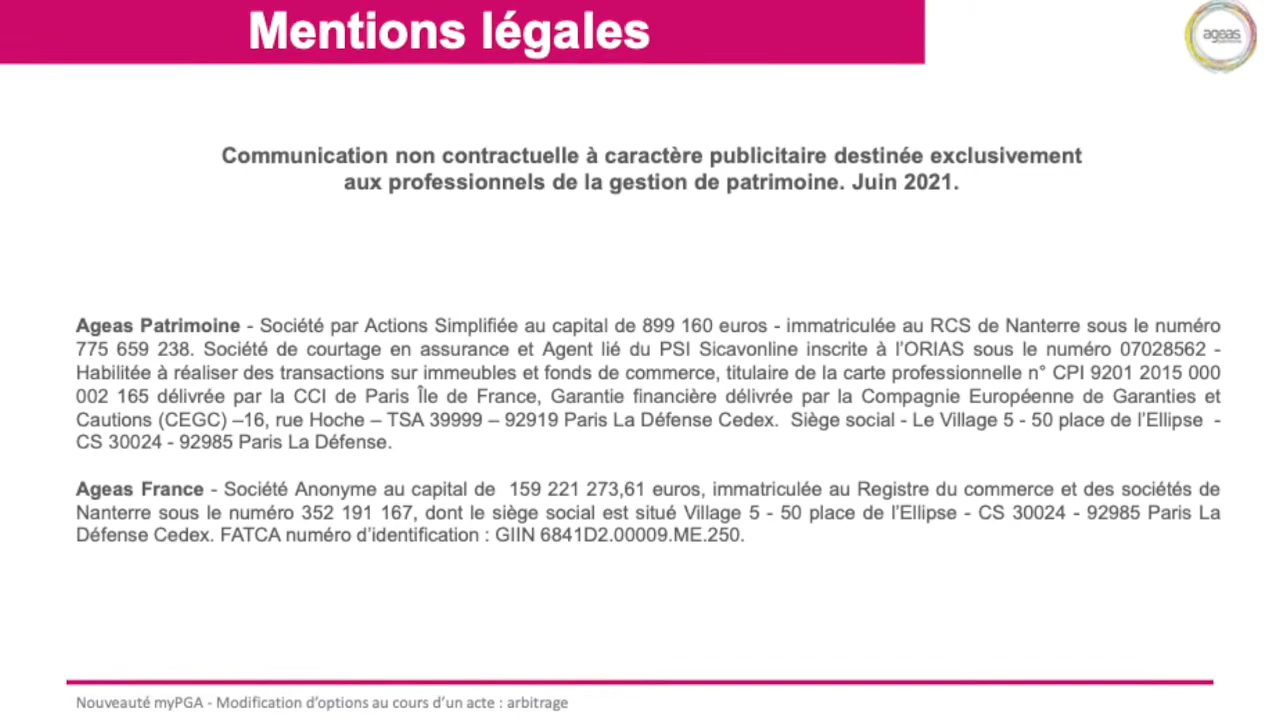 Mentions légales
ageas
Communication non contractuelle à caractère publicitaire destinée exclusivement
aux professionnels de la gestion de patrimoine. Juin 2021.
Ageas Patrimoine - Société par Actions Simplifiée au capital de 899 160 euros - immatriculée au RCS de Nanterre sous le numéro
775 659 238. Société de courtage en assurance et Agent lié du PSI Sicavonline inscrite à l’ORIAS sous le numéro 07028562 -
Habilitée à réaliser des transactions sur immeubles et fonds de commerce, titulaire de la carte professionnelle n° CPI 9201 2015 000
002 165 délivrée par la CCI de Paris Île de France, Garantie financière délivrée par la Compagnie Européenne de Garanties et
Cautions (CEGC) –16, rue Hoche – TSA 39999 – 92919 Paris La Défense Cedex. Siège social - Le Village 5 - 50 place de l’Ellipse -
CS 30024 - 92985 Paris La Défense.
Ageas France - Société Anonyme au capital de 159 221 273,61 euros, immatriculée au Registre du commerce et des sociétés de
Nanterre sous le numéro 352 191 167, dont le siège social est situé Village 5 - 50 place de l’Ellipse - CS 30024 - 92985 Paris La
Défense Cedex. FATCA numéro d’identification : GIIN 6841D2.00009.ME.250.
Nouveauté myPGA - Modification d’options au cours d’un acte : arbitrage